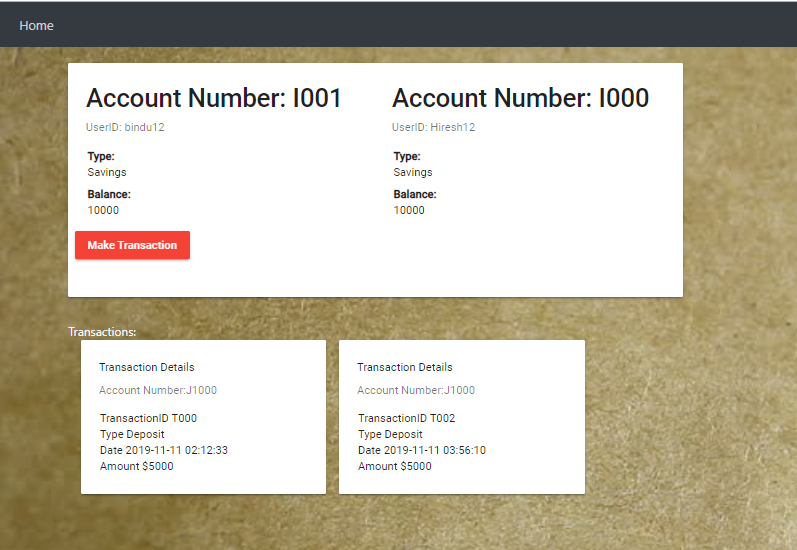 Home
Account Number: I001
UserID: bindu12
Type:
Savings
Balance:
10000
Make Transaction
Account Number: I000
UserID: Hiresh12
Type:
Savings
Balance:
10000
Transactions:
Transaction Details
Account Number:J1000
TransactionID T000
Type Deposit
Date 2019-11-11 02:12:33
Amount $5000
Transaction Details
Account Number:J1000
TransactionID T002
Type Deposit
Date 2019-11-11 03:56:10
Amount $5000